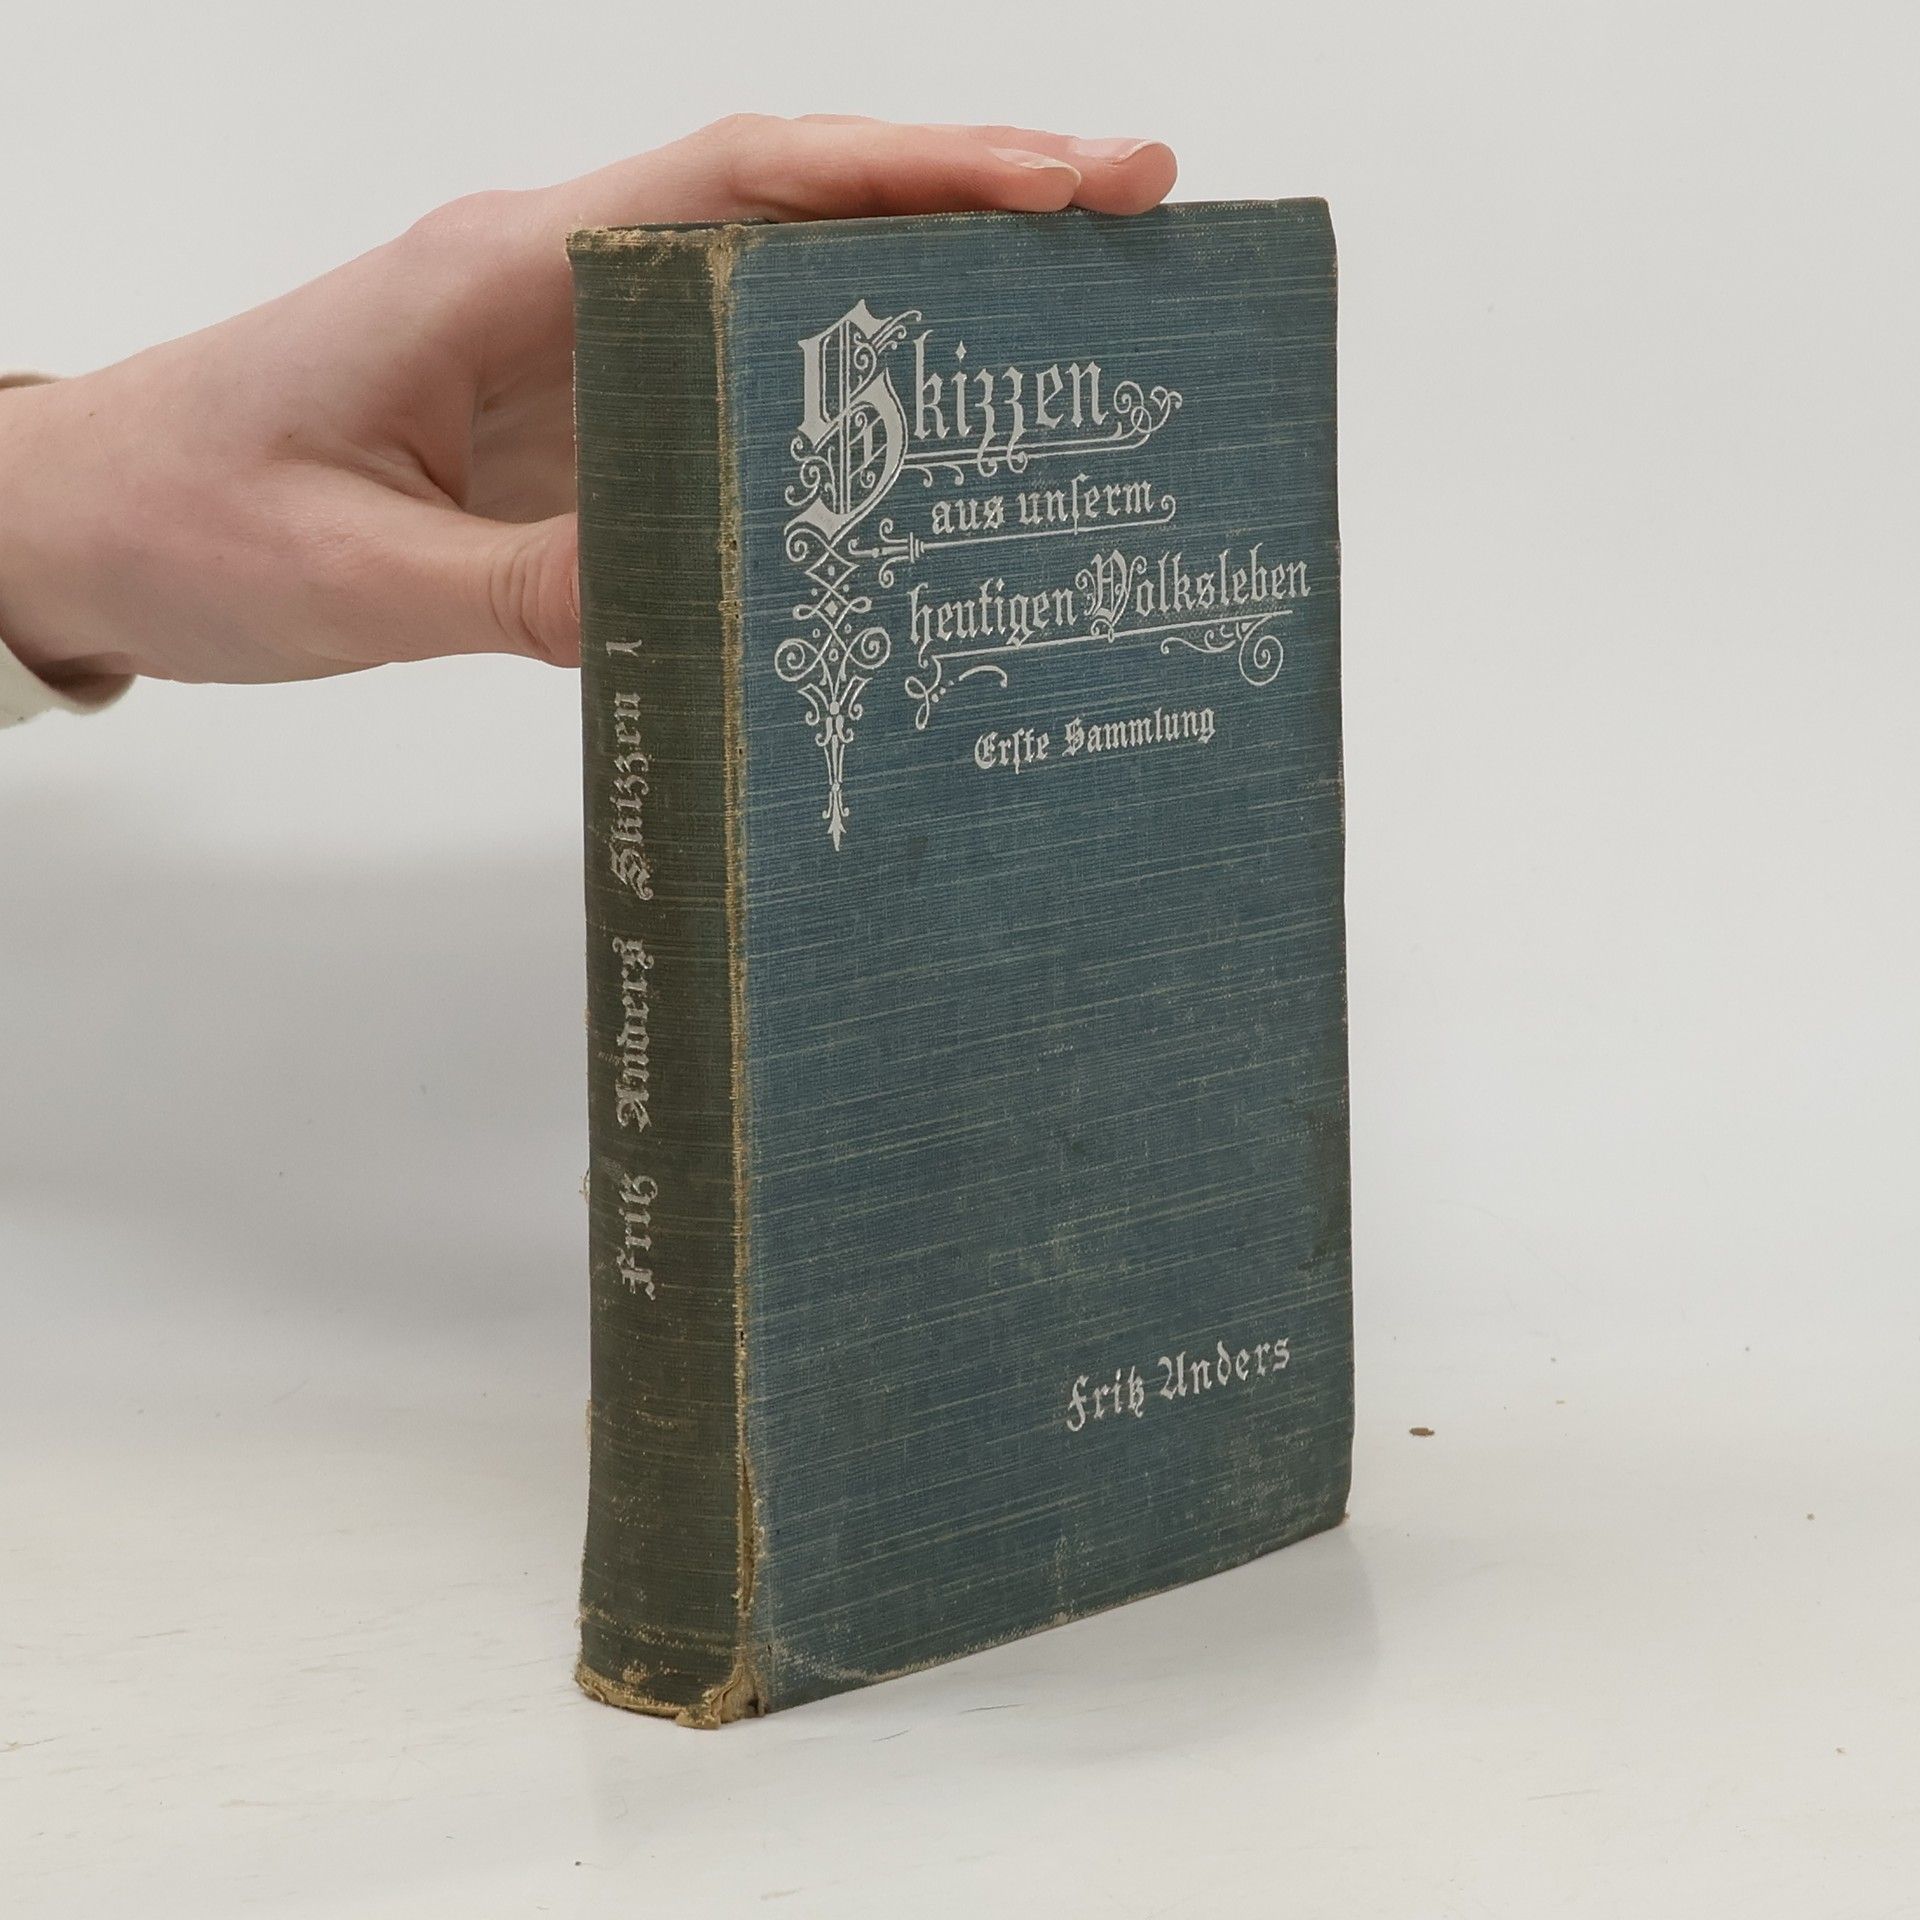 Skizzen
aus unſerm
heutigen Volksleben
Erſte Sammlung
Fritz Anders
Fritz Anders Skizzen 1